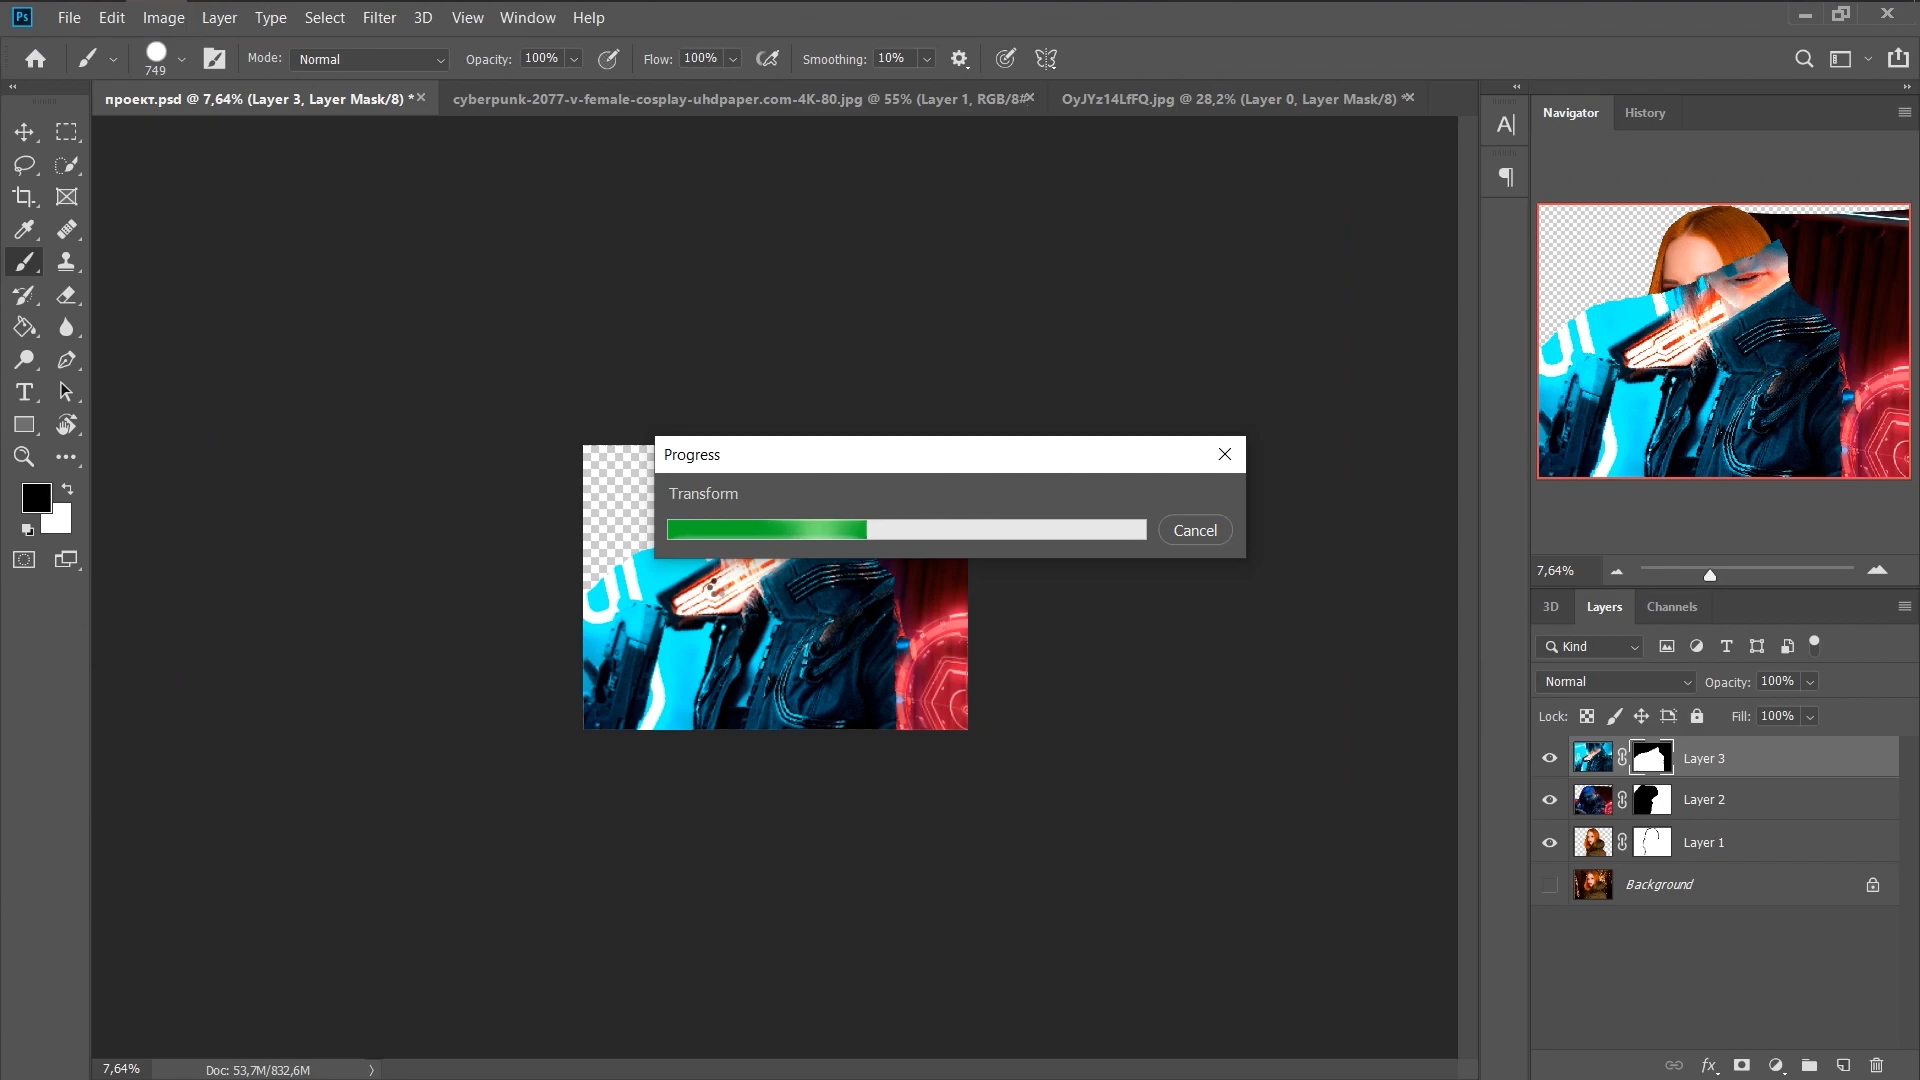 Ps File Edit Image Layer Type Select Filter 3D View Window Help
749 Mode: Normal Opacity: 100% Flow: 100% Smoothing: 10%
проект.psd @ 7,64% (Layer 3, Layer Mask/8) * cyberpunk-2077-v-female-cosplay-uhdpaper.com-4K-80.jpg @ 55% (Layer 1, RGB/8#) OyJYz14LfFQ.jpg @ 28,2% (Layer 0, Layer Mask/8) *
Navigator History
Progress
Transform
Cancel
7,64%
3D Layers Channels
Kind
Normal Opacity: 100%
Lock: Fill: 100%
Layer 3
Layer 2
Layer 1
Background
fx
7,64% Doc: 53,7M/832,6M